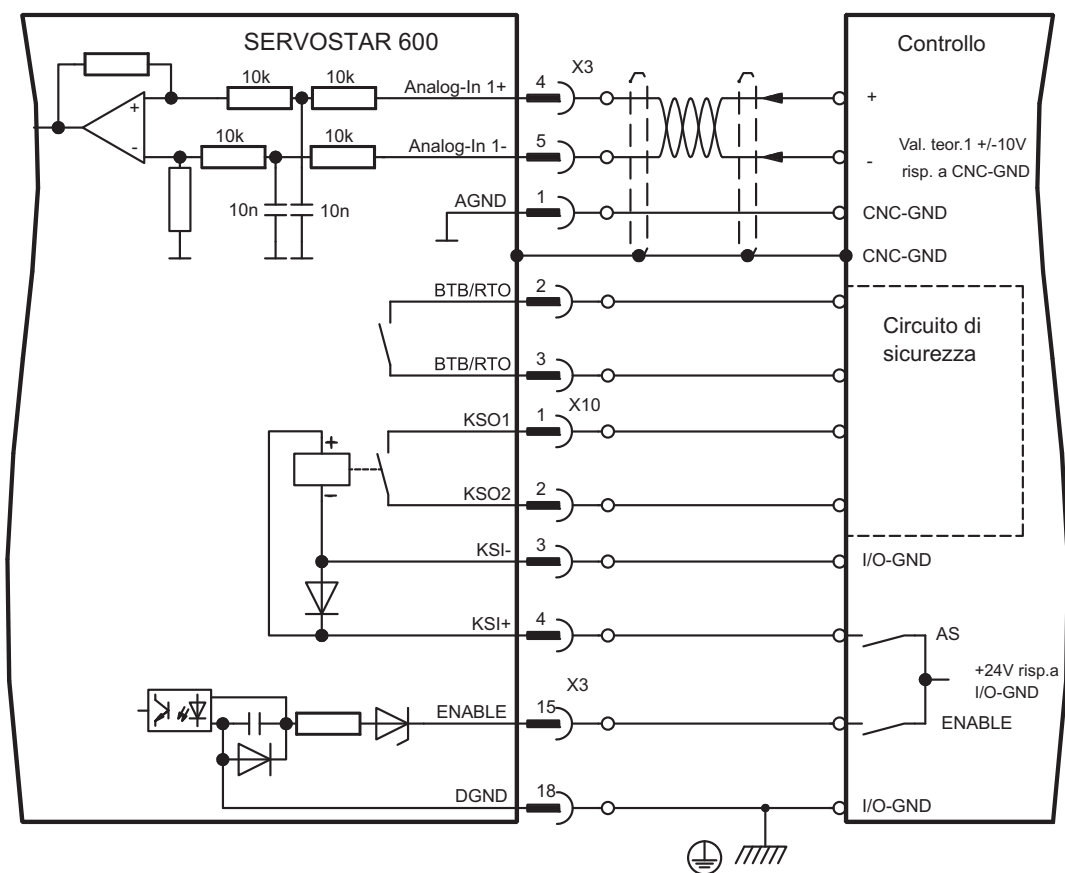 SERVOSTAR 600
Controllo
10k
10k
Analog-In 1+
4
X3
+
+
-
10k
10k
Analog-In 1-
5
-
Val. teor.1 +/-10V
risp. a CNC-GND
10n
10n
AGND
1
CNC-GND
CNC-GND
BTB/RTO
2
Circuito di
sicurezza
BTB/RTO
3
X10
KSO1
1
+
-
KSO2
2
KSI-
3
I/O-GND
KSI+
4
AS
+24V risp.a
I/O-GND
X3
ENABLE
15
ENABLE
DGND
18
I/O-GND